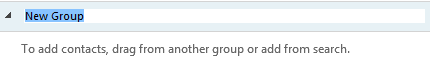 New Group
To add contacts, drag from another group or add from search.